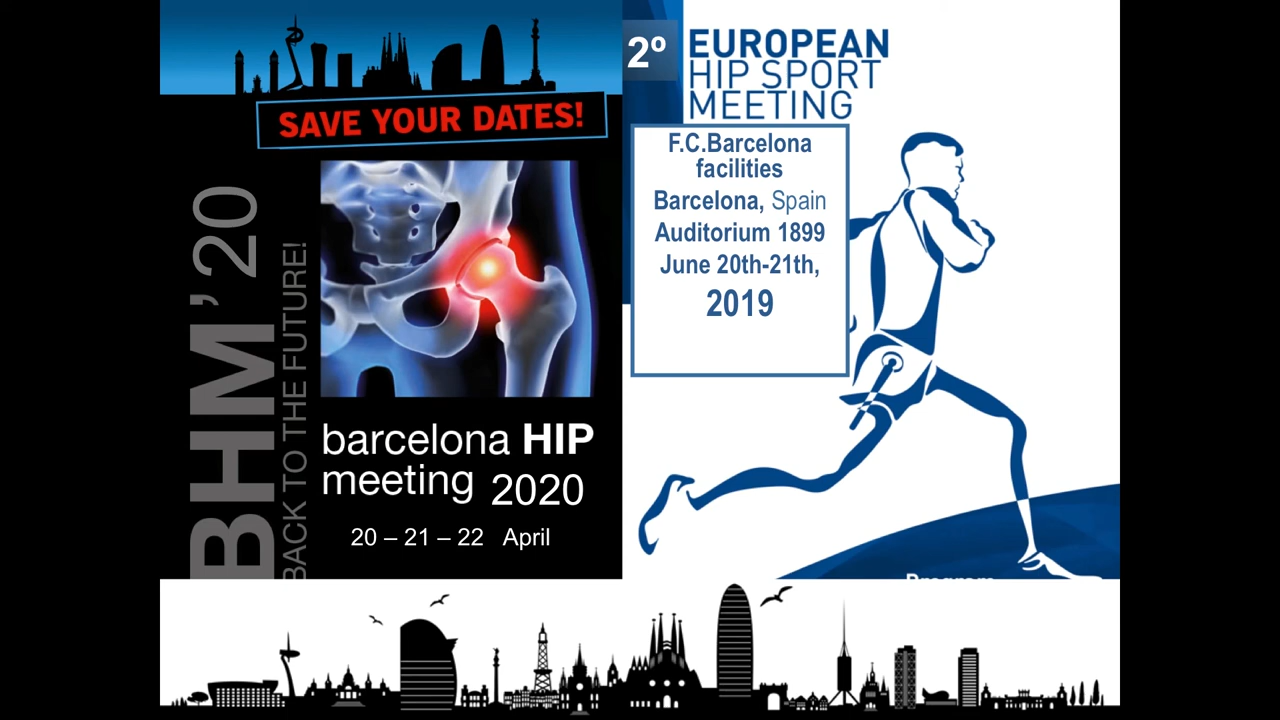 SAVE YOUR DATES!
BHM'20
BACK TO THE FUTURE!
barcelona HIP
meeting 2020
20 – 21 – 22 April
2º
EUROPEAN
HIP SPORT
MEETING
F.C.Barcelona
facilities
Barcelona, Spain
Auditorium 1899
June 20th-21th,
2019
Program